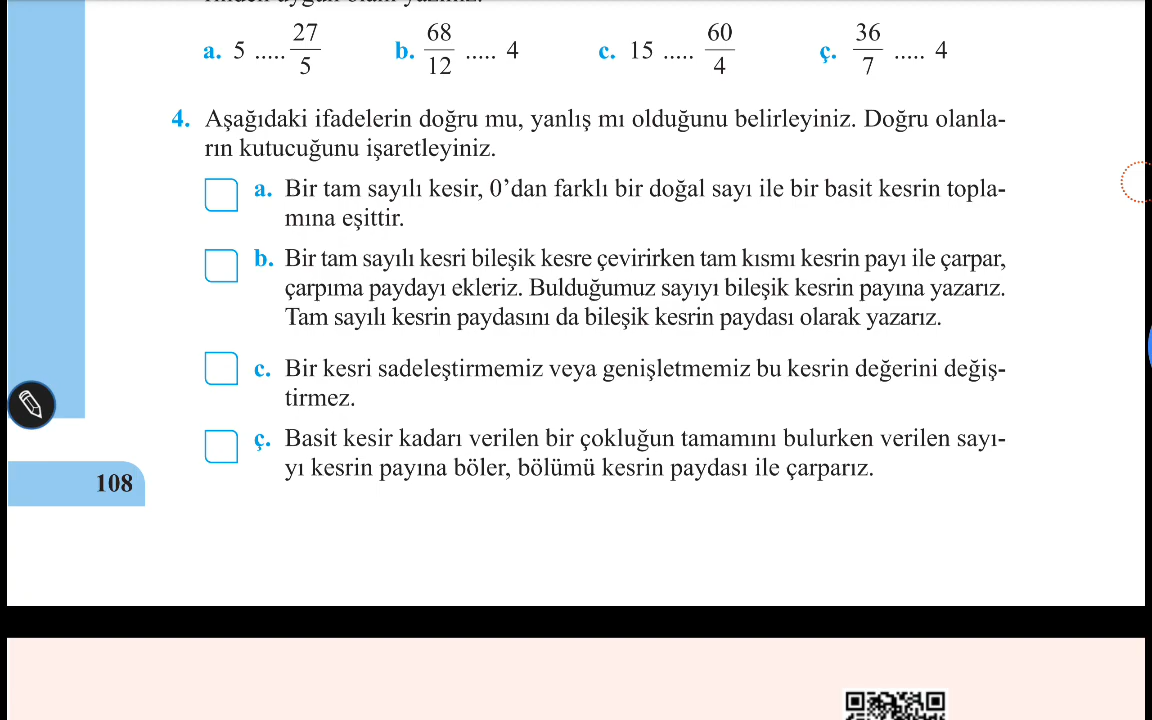 a. 5 ..... 27/5 b. 68/12 ..... 4 c. 15 ..... 60/4 ç. 36/7 ..... 4
4. Aşağıdaki ifadelerin doğru mu, yanlış mı olduğunu belirleyiniz. Doğru olanla-
rın kutucuğunu işaretleyiniz.
a. Bir tam sayılı kesir, 0’dan farklı bir doğal sayı ile bir basit kesrin topla-
mına eşittir.
b. Bir tam sayılı kesri bileşik kesre çevirirken tam kısmı kesrin payı ile çarpar,
çarpıma paydayı ekleriz. Bulduğumuz sayıyı bileşik kesrin payına yazarız.
Tam sayılı kesrin paydasını da bileşik kesrin paydası olarak yazarız.
c. Bir kesri sadeleştirmemiz veya genişletmemiz bu kesrin değerini değiş-
tirmez.
ç. Basit kesir kadarı verilen bir çokluğun tamamını bulurken verilen sayı-
yı kesrin payına böler, bölümü kesrin paydası ile çarparız.
108